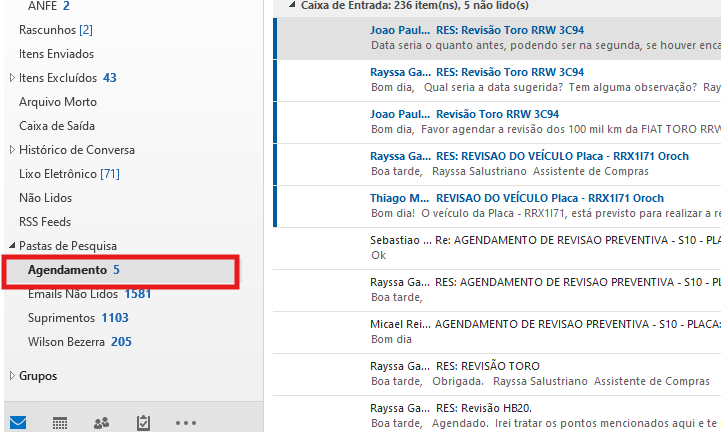 ANFE 2
Rascunhos [2]
Itens Enviados
Itens Excluídos 43
Arquivo Morto
Caixa de Saída
Histórico de Conversa
Lixo Eletrônico [71]
Não Lidos
RSS Feeds
Pastas de Pesquisa
Agendamento 5
Emails Não Lidos 1581
Suprimentos 1103
Wilson Bezerra 205
Grupos
Caixa de Entrada: 236 item(ns), 5 não lido(s)
Joao Paul... RES: Revisão Toro RRW 3C94
Data seria o quanto antes, podendo ser na segunda, se houver enca
Rayssa Ga... RES: Revisão Toro RRW 3C94
Bom dia, Qual seria a data sugerida? Tem alguma observação? Ray
Joao Paul... Revisão Toro RRW 3C94
Bom dia, Favor agendar a revisão dos 100 mil km da FIAT TORO RRW
Rayssa Ga... RES: REVISAO DO VEÍCULO Placa - RRX1I71 Oroch
Boa tarde, Rayssa Salustriano Assistente de Compras
Thiago M... REVISAO DO VEÍCULO Placa - RRX1I71 Oroch
Bom dia! O veículo da Placa - RRX1I71, está previsto para realizar a re
Sebastiao ... Re: AGENDAMENTO DE REVISAO PREVENTIVA - S10 - PLA
Ok
Rayssa Ga... RES: AGENDAMENTO DE REVISAO PREVENTIVA - S10 - PL
Boa tarde,
Micael Rei... AGENDAMENTO DE REVISAO PREVENTIVA - S10 - PLACA:
Bom dia
Rayssa Ga... RES: REVISÃO TORO
Boa tarde, Obrigada. Rayssa Salustriano Assistente de Compras
Rayssa Ga... RES: Revisão HB20.
Boa tarde, Agendado. Irei tratar os pontos mencionados aqui e te